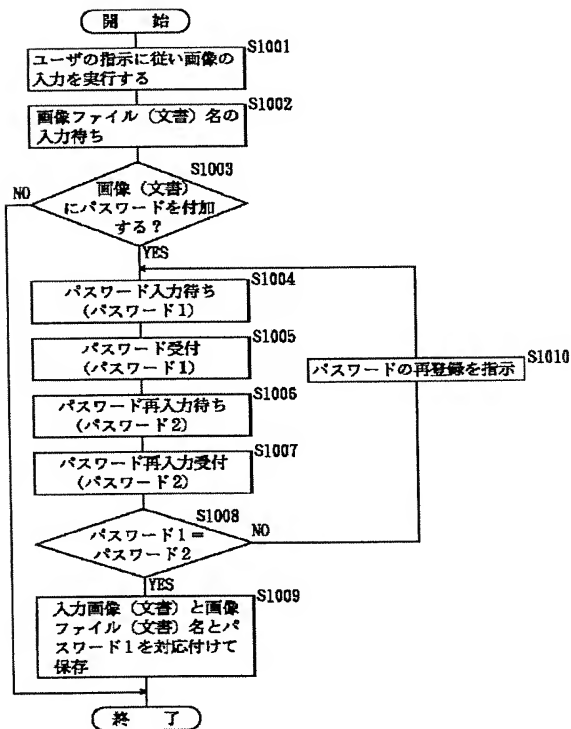 開 始
S1001
ユーザの指示に従い画像の
入力を実行する
S1002
画像ファイル（文書）名の
入力待ち
S1003
画像（文書）
にパスワードを付加
する？
NO
YES
S1004
パスワード入力待ち
（パスワード1）
S1005
パスワード受付
（パスワード1）
S1006
パスワード再入力待ち
（パスワード2）
S1007
パスワード再入力受付
（パスワード2）
S1008
パスワード1＝
パスワード2
NO
S1010
パスワードの再登録を指示
YES
S1009
入力画像（文書）と画像
ファイル（文書）名とパ
スワード1を対応付けて
保存
終 了